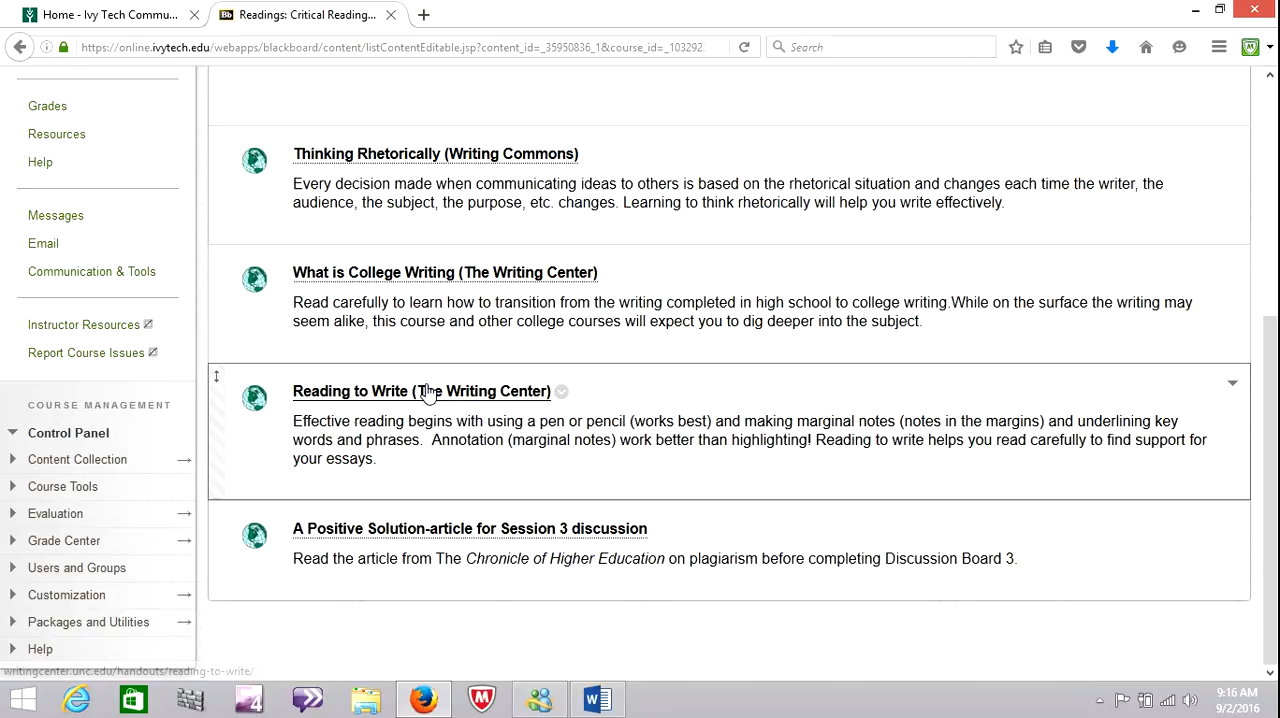 Home - Ivy Tech Commu...
Readings: Critical Reading...
https://online.ivytech.edu/webapps/blackboard/content/listContentEditable.jsp?content_id=_35950836_1&course_id=_10329
Search
Grades
Resources
Help
Messages
Email
Communication & Tools
Instructor Resources
Report Course Issues
COURSE MANAGEMENT
Control Panel
Content Collection
Course Tools
Evaluation
Grade Center
Users and Groups
Customization
Packages and Utilities
Help
Thinking Rhetorically (Writing Commons)
Every decision made when communicating ideas to others is based on the rhetorical situation and changes each time the writer, the
audience, the subject, the purpose, etc. changes. Learning to think rhetorically will help you write effectively.
What is College Writing (The Writing Center)
Read carefully to learn how to transition from the writing completed in high school to college writing.While on the surface the writing may
seem alike, this course and other college courses will expect you to dig deeper into the subject.
Reading to Write (The Writing Center)
Effective reading begins with using a pen or pencil (works best) and making marginal notes (notes in the margins) and underlining key
words and phrases.  Annotation (marginal notes) work better than highlighting! Reading to write helps you read carefully to find support for
your essays.
A Positive Solution-article for Session 3 discussion
Read the article from The Chronicle of Higher Education on plagiarism before completing Discussion Board 3.
writingcenter.unc.edu/handouts/reading-to-write/
9:16 AM
9/2/2016